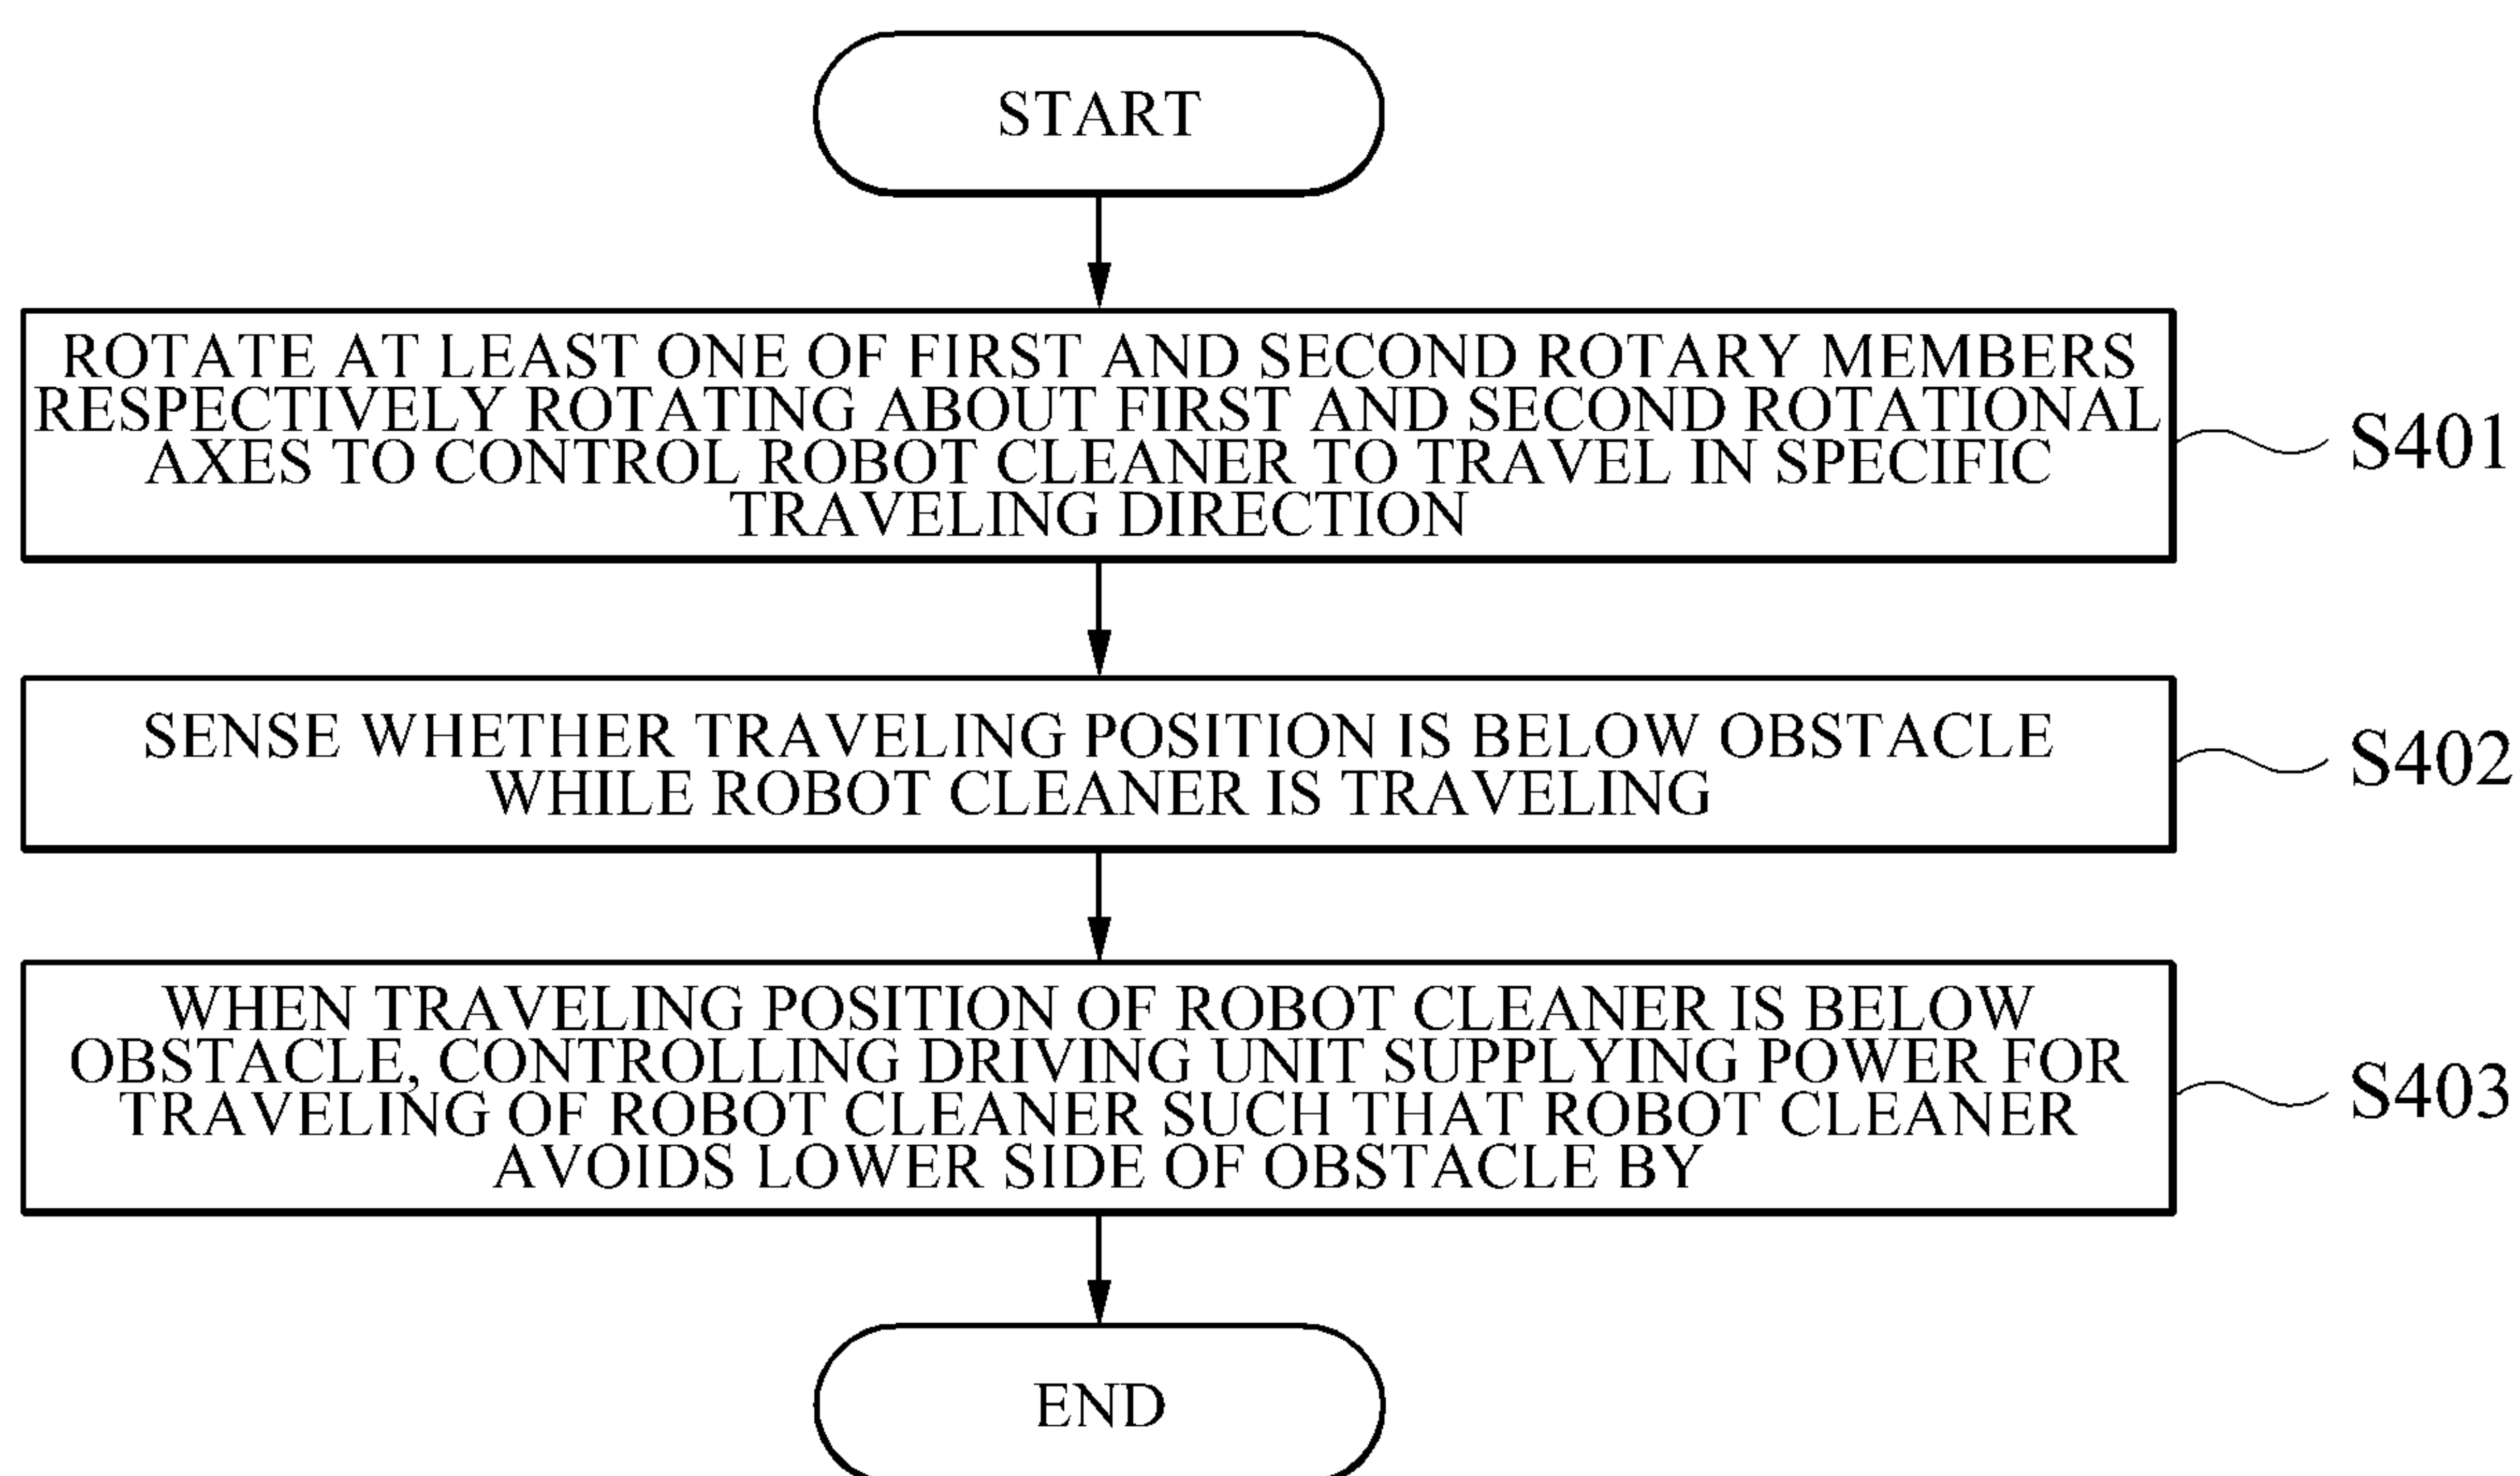 START
ROTATE AT LEAST ONE OF FIRST AND SECOND ROTARY MEMBERS
RESPECTIVELY ROTATING ABOUT FIRST AND SECOND ROTATIONAL
AXES TO CONTROL ROBOT CLEANER TO TRAVEL IN SPECIFIC
TRAVELING DIRECTION
S401
SENSE WHETHER TRAVELING POSITION IS BELOW OBSTACLE
WHILE ROBOT CLEANER IS TRAVELING
S402
WHEN TRAVELING POSITION OF ROBOT CLEANER IS BELOW
OBSTACLE, CONTROLLING DRIVING UNIT SUPPLYING POWER FOR
TRAVELING OF ROBOT CLEANER SUCH THAT ROBOT CLEANER
AVOIDS LOWER SIDE OF OBSTACLE BY
S403
END